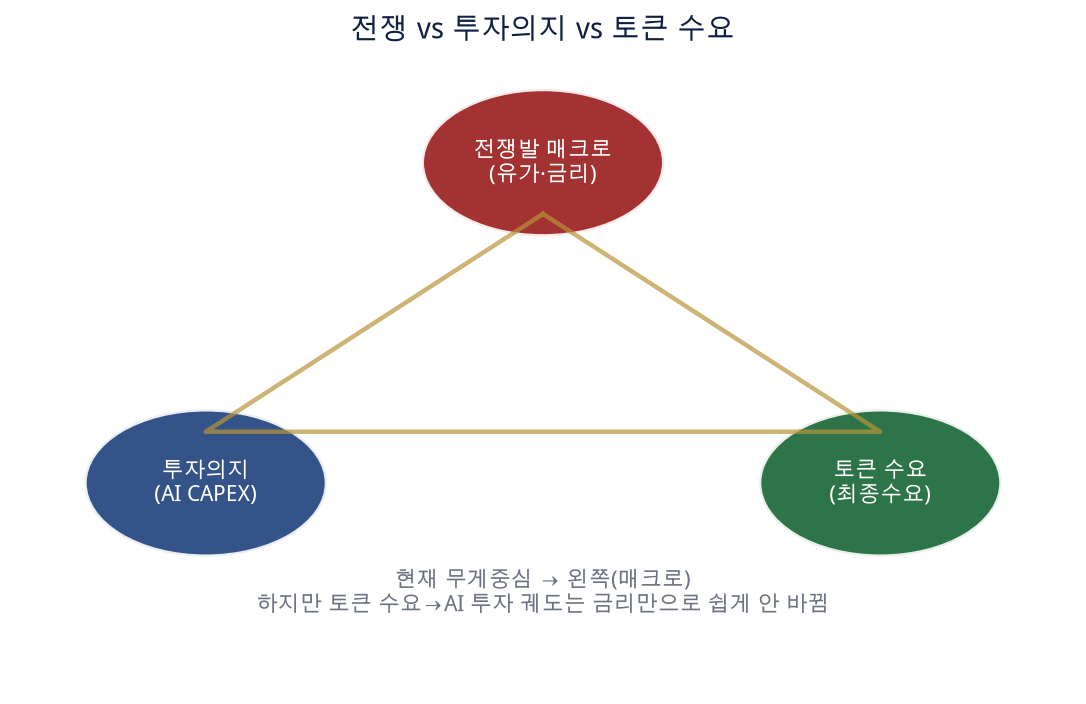 전쟁 vs 투자의지 vs 토큰 수요
전쟁발 매크로
(유가·금리)
투자의지
(AI CAPEX)
토큰 수요
(최종수요)
현재 무게중심 → 왼쪽(매크로)
하지만 토큰 수요→AI 투자 궤도는 금리만으로 쉽게 안 바뀜